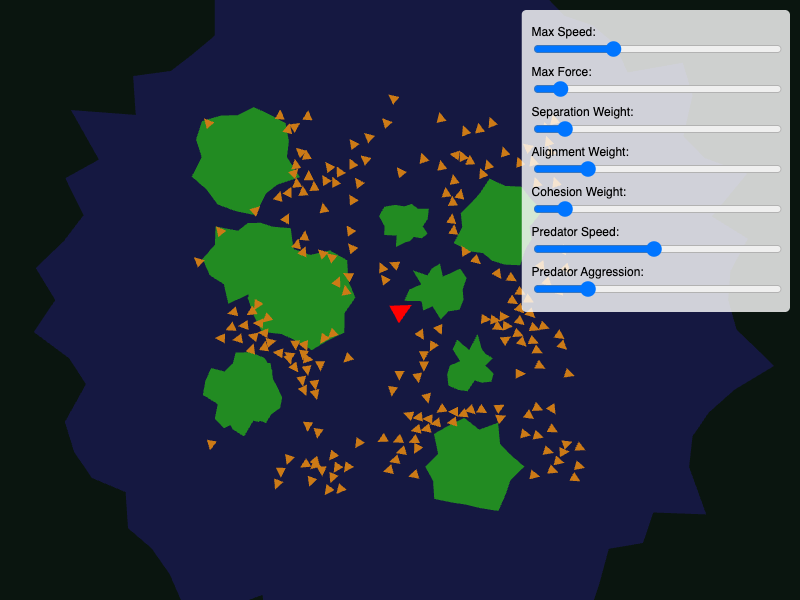 Max Speed:
Max Force:
Separation Weight:
Alignment Weight:
Cohesion Weight:
Predator Speed:
Predator Aggression: